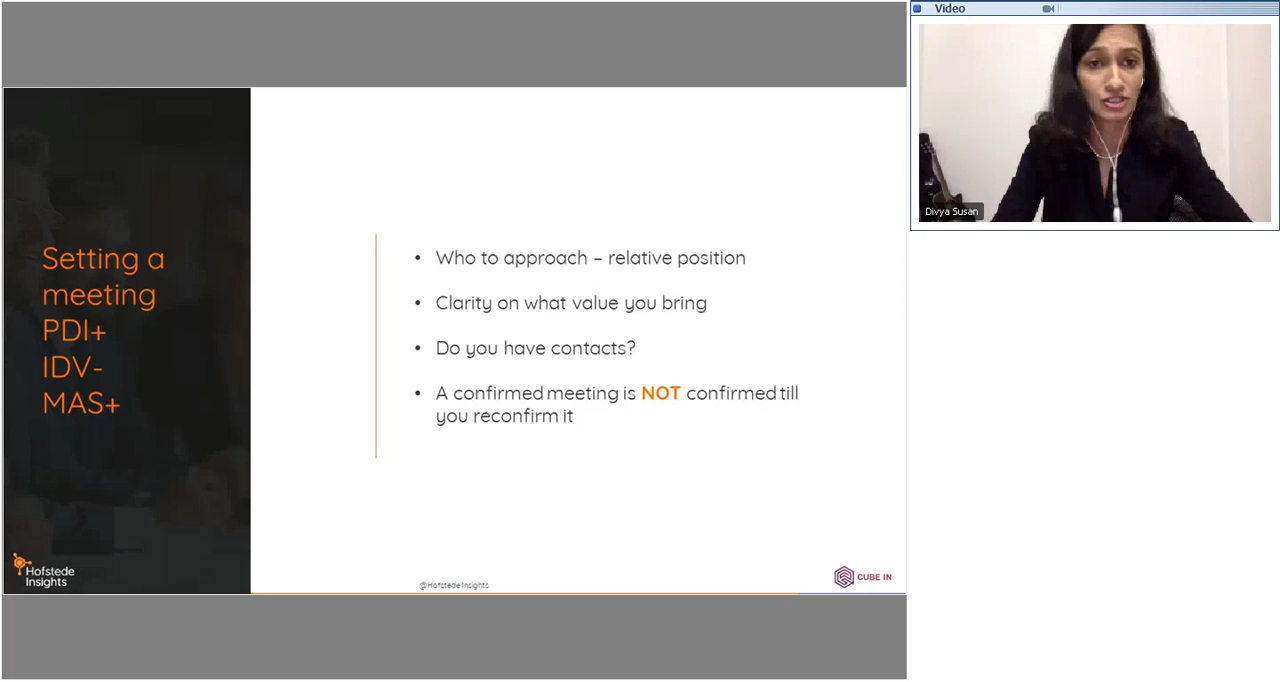 Video
Divya Susan
Setting a
meeting
PDI+
IDV-
MAS+
• Who to approach – relative position
• Clarity on what value you bring
• Do you have contacts?
• A confirmed meeting is NOT confirmed till
you reconfirm it
Hofstede
Insights
@Hofstede Insights
CUBE IN